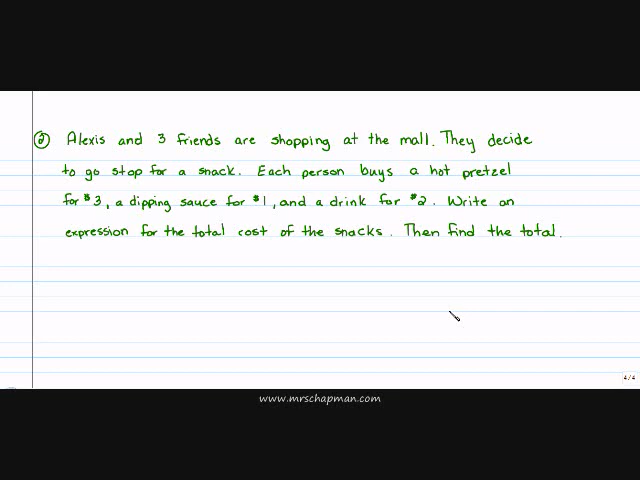 ② Alexis and 3 friends are shopping at the mall. They decide
to go stop for a snack. Each person buys a hot pretzel
for $3, a dipping sauce for $1, and a drink for $2. Write an
expression for the total cost of the snacks. Then find the total.
4/4
www.mrschapman.com